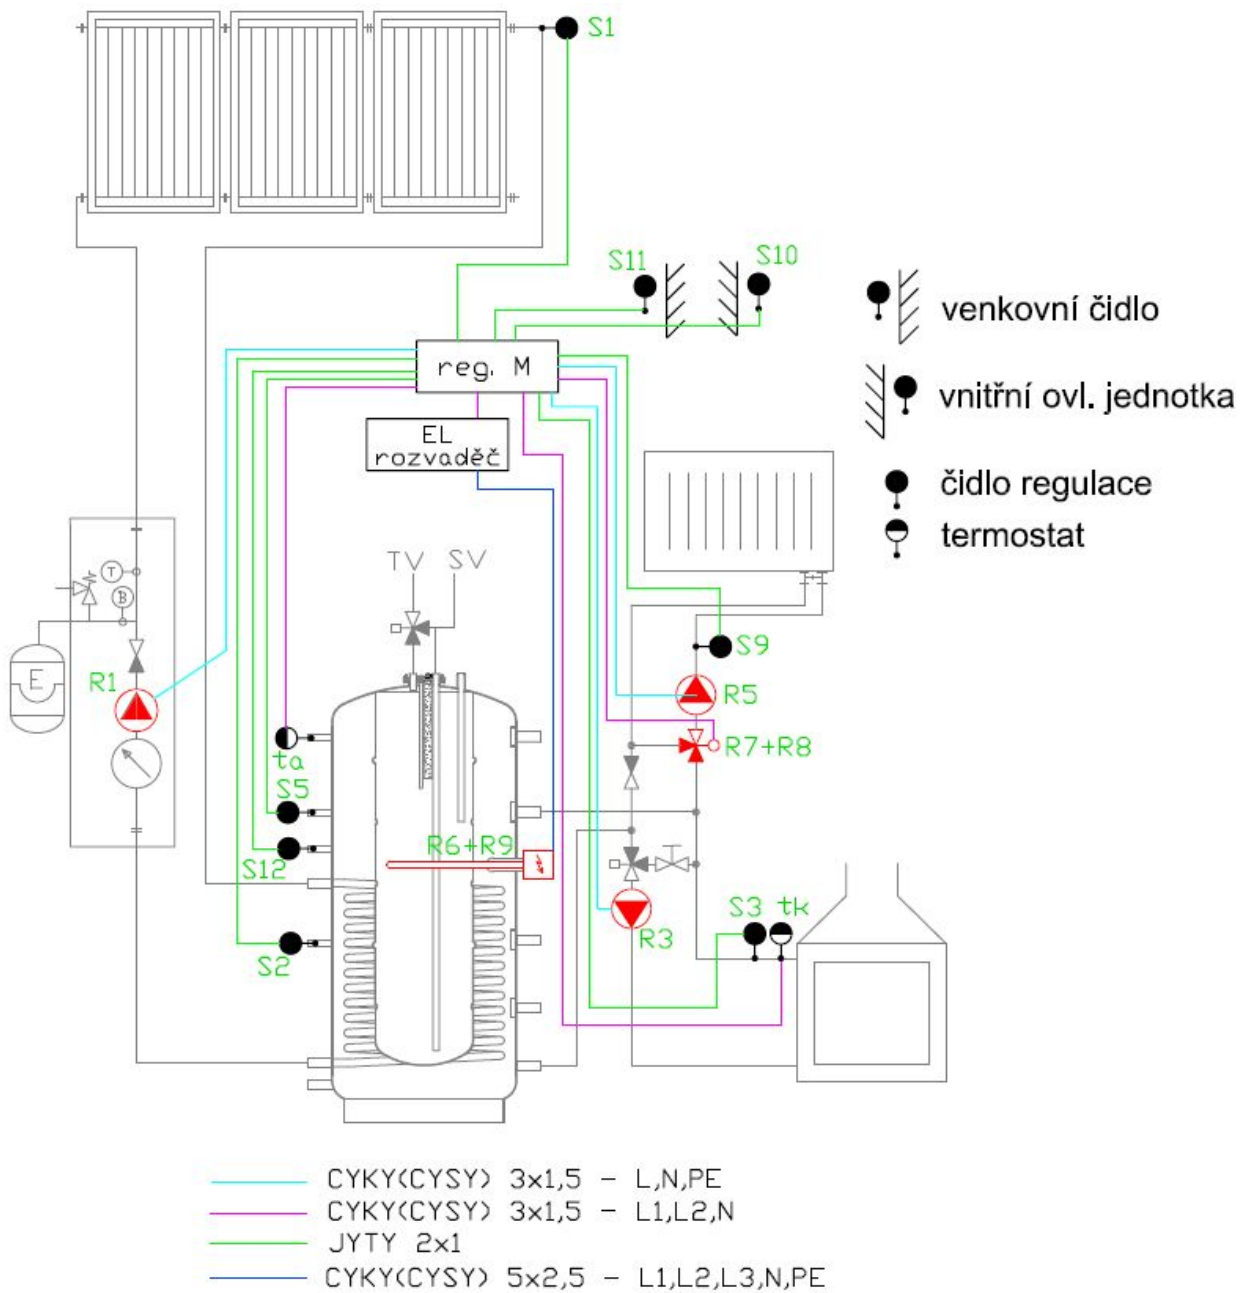 S1
S11
S10
venkovní čidlo
reg. M
vnitřní ovl. jednotka
EL
rozvaděč
čidlo regulace
termostat
TV SV
T
B
E
R1
S9
R5
ta
R7+R8
S5
R6+R9
S12
S3 tk
R3
S2
CYKY(CYSY) 3x1,5 - L,N,PE
CYKY(CYSY) 3x1,5 - L1,L2,N
JYTY 2x1
CYKY(CYSY) 5x2,5 - L1,L2,L3,N,PE